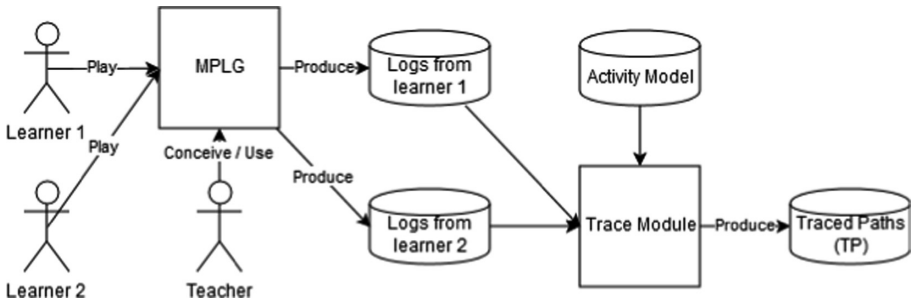 Learner 1
Play
MPLG
Produce
Logs from
learner 1
Activity Model
Play
Conceive / Use
Produce
Learner 2
Teacher
Logs from
learner 2
Trace Module
Produce
Traced Paths
(TP)